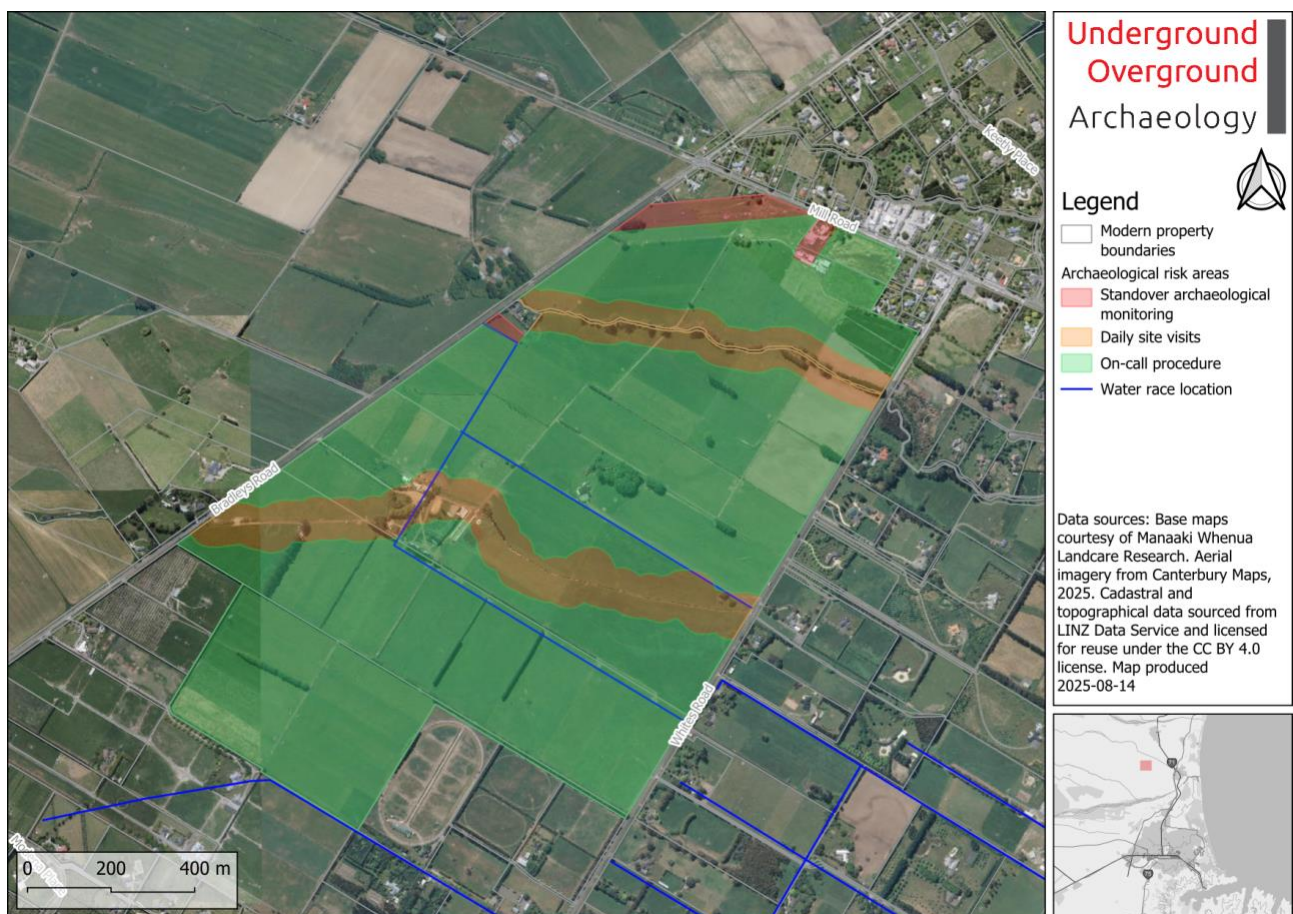 Underground
Overground
Archaeology
Legend
Modern property
boundaries
Archaeological risk areas
Standover archaeological
monitoring
Daily site visits
On-call procedure
Water race location
Data sources: Base maps
courtesy of Manaaki Whenua
Landcare Research. Aerial
imagery from Canterbury Maps,
2025. Cadastral and
topographical data sourced from
LINZ Data Service and licensed
for reuse under the CC BY 4.0
license. Map produced
2025-08-14
Keetly Place
Mill Road
Bradleys Road
Whites Road
0 200 400 m